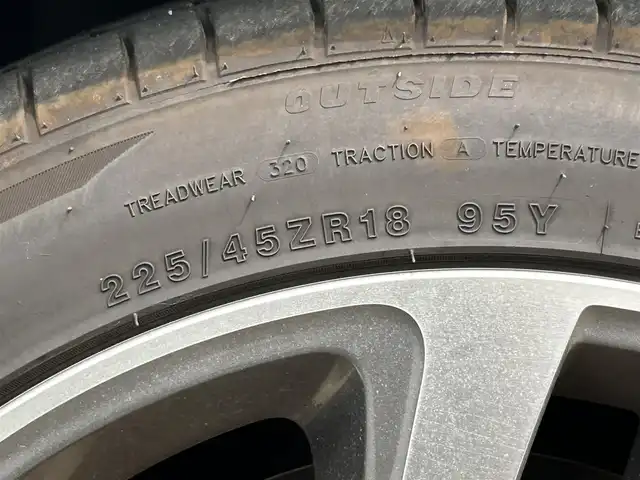 OUTSIDE
TREADWEAR 320 TRACTION A TEMPERATURE
225/45ZR18 95Y